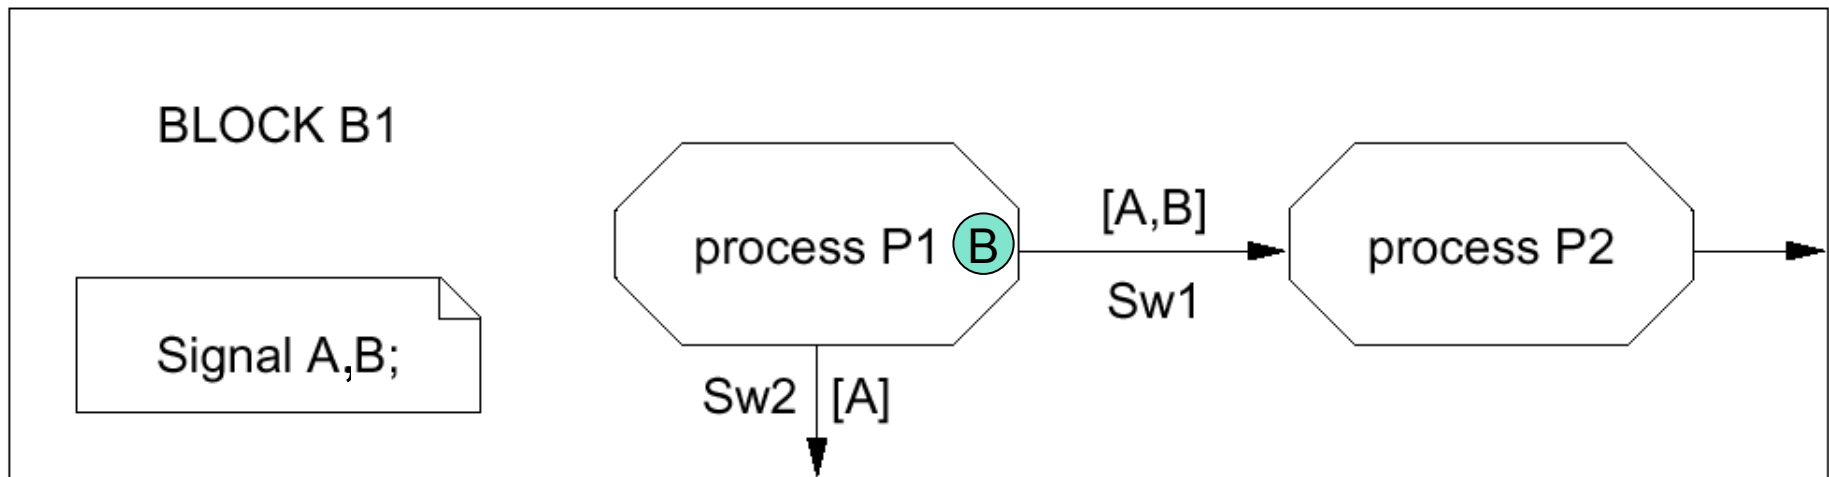 BLOCK B1
Signal A,B;
process P1
B
[A,B]
Sw1
process P2
Sw2
[A]